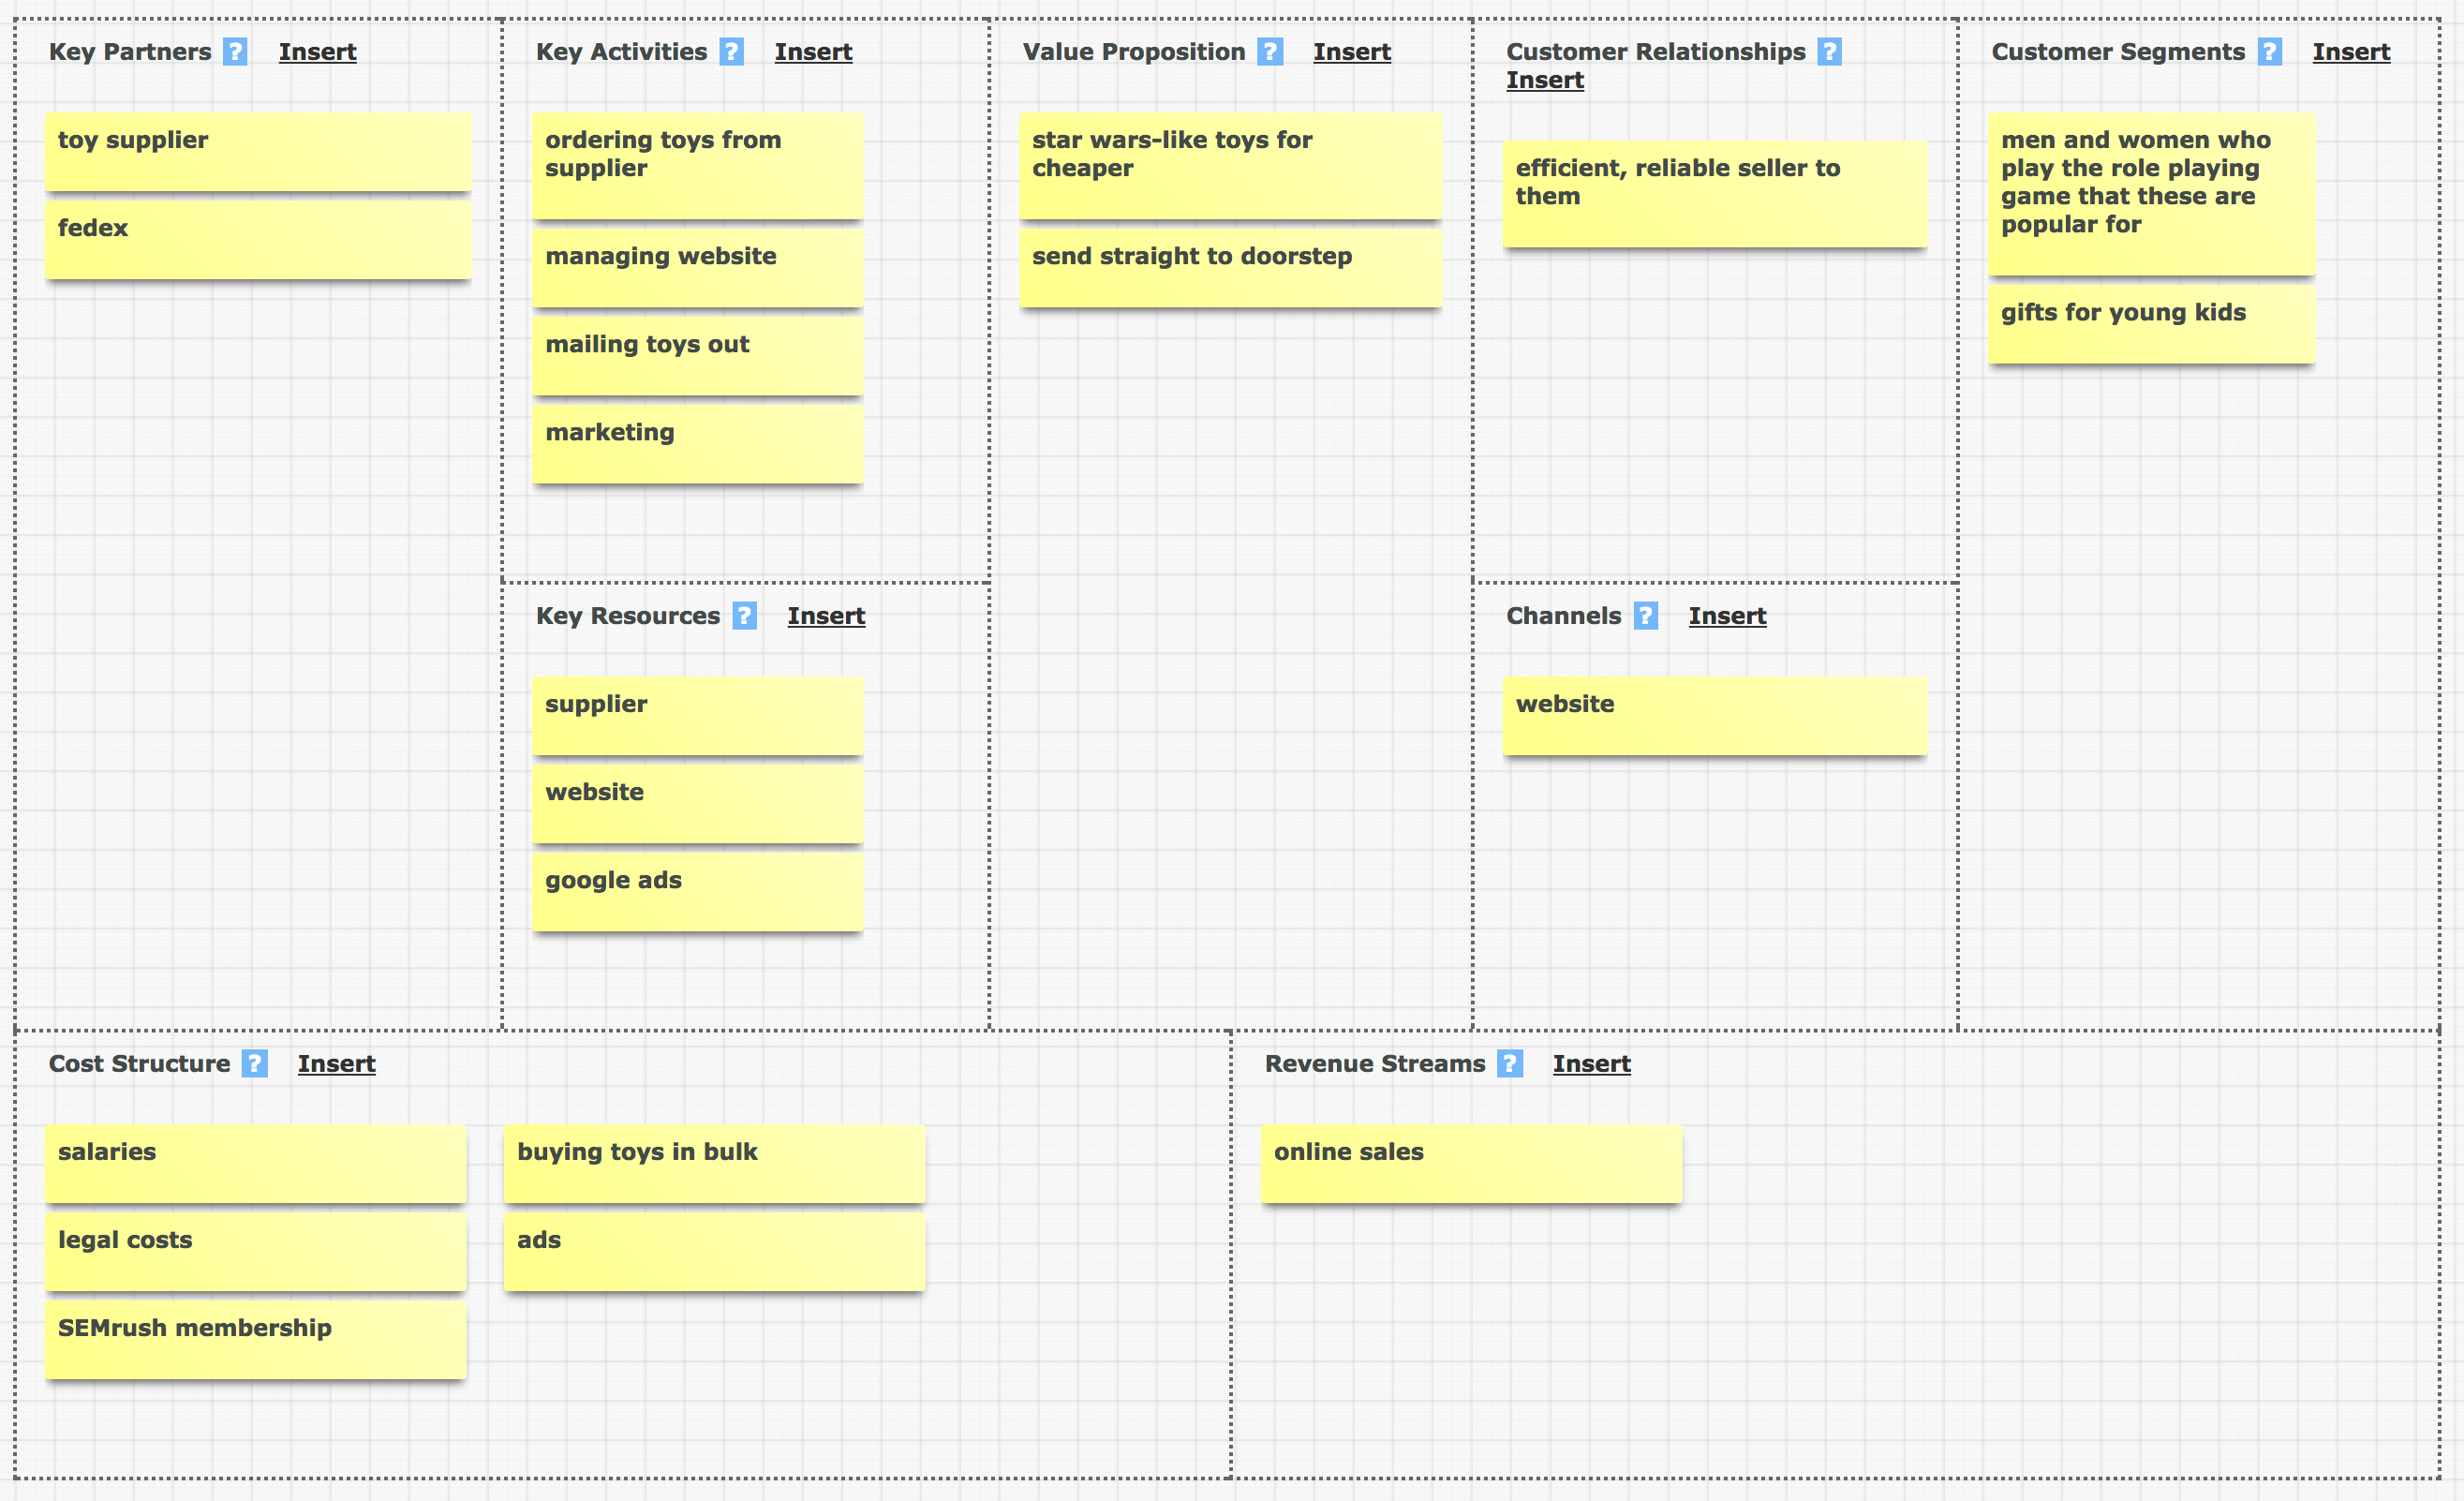 Key Partners ? Insert
toy supplier
fedex
Key Activities ? Insert
ordering toys from
supplier
managing website
mailing toys out
marketing
Key Resources ? Insert
supplier
website
google ads
Value Proposition ? Insert
star wars-like toys for
cheaper
send straight to doorstep
Customer Relationships ?
Insert
efficient, reliable seller to
them
Channels ? Insert
website
Customer Segments ? Insert
men and women who
play the role playing
game that these are
popular for
gifts for young kids
Cost Structure ? Insert
salaries
legal costs
SEMrush membership
buying toys in bulk
ads
Revenue Streams ? Insert
online sales